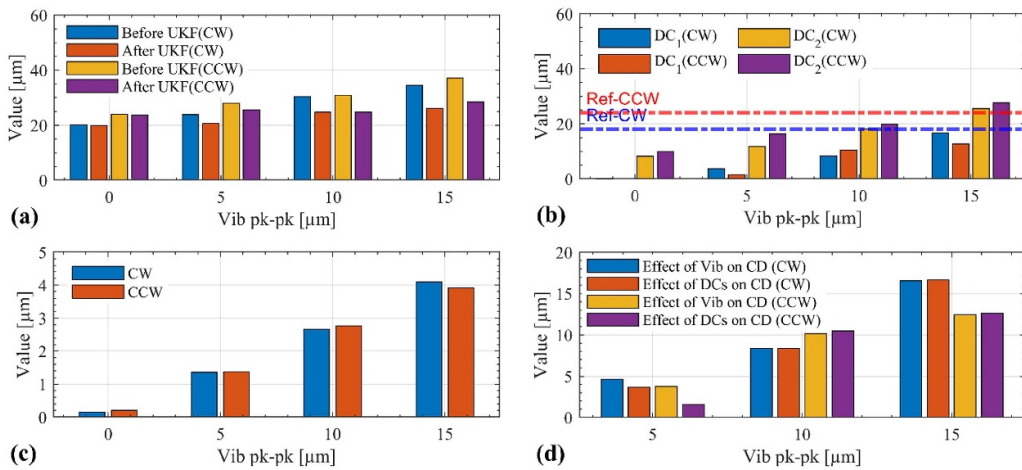 60
40
20
0
Value [µm]
Before UKF(CW)
After UKF(CW)
Before UKF(CCW)
After UKF(CCW)
0 5 10 15
Vib pk-pk [µm]
(a)
60
40
20
0
Value [µm]
DC1(CW) DC2(CW)
DC1(CCW) DC2(CCW)
Ref-CCW
Ref-CW
0 5 10 15
Vib pk-pk [µm]
(b)
5
4
3
2
1
0
Value [µm]
CW
CCW
0 5 10 15
Vib pk-pk [µm]
(c)
20
15
10
5
0
Value [µm]
Effect of Vib on CD (CW)
Effect of DCs on CD (CW)
Effect of Vib on CD (CCW)
Effect of DCs on CD (CCW)
5 10 15
Vib pk-pk [µm]
(d)